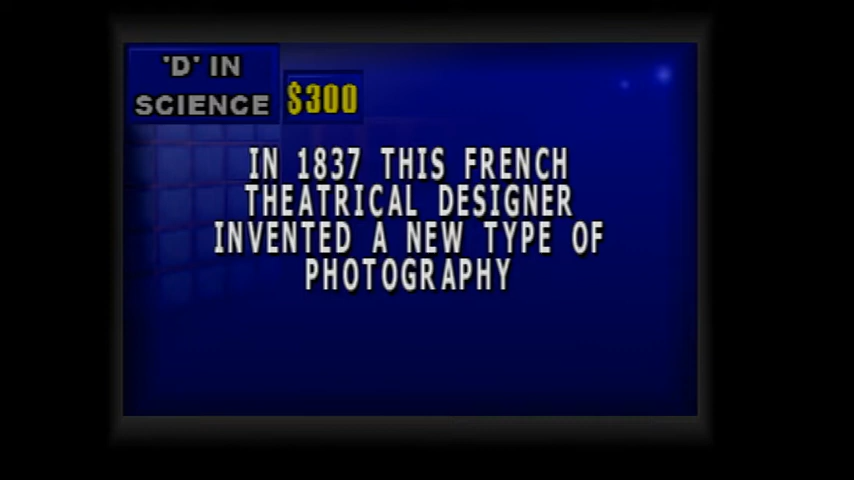 'D' IN
SCIENCE
$300
IN 1837 THIS FRENCH
THEATRICAL DESIGNER
INVENTED A NEW TYPE OF
PHOTOGRAPHY